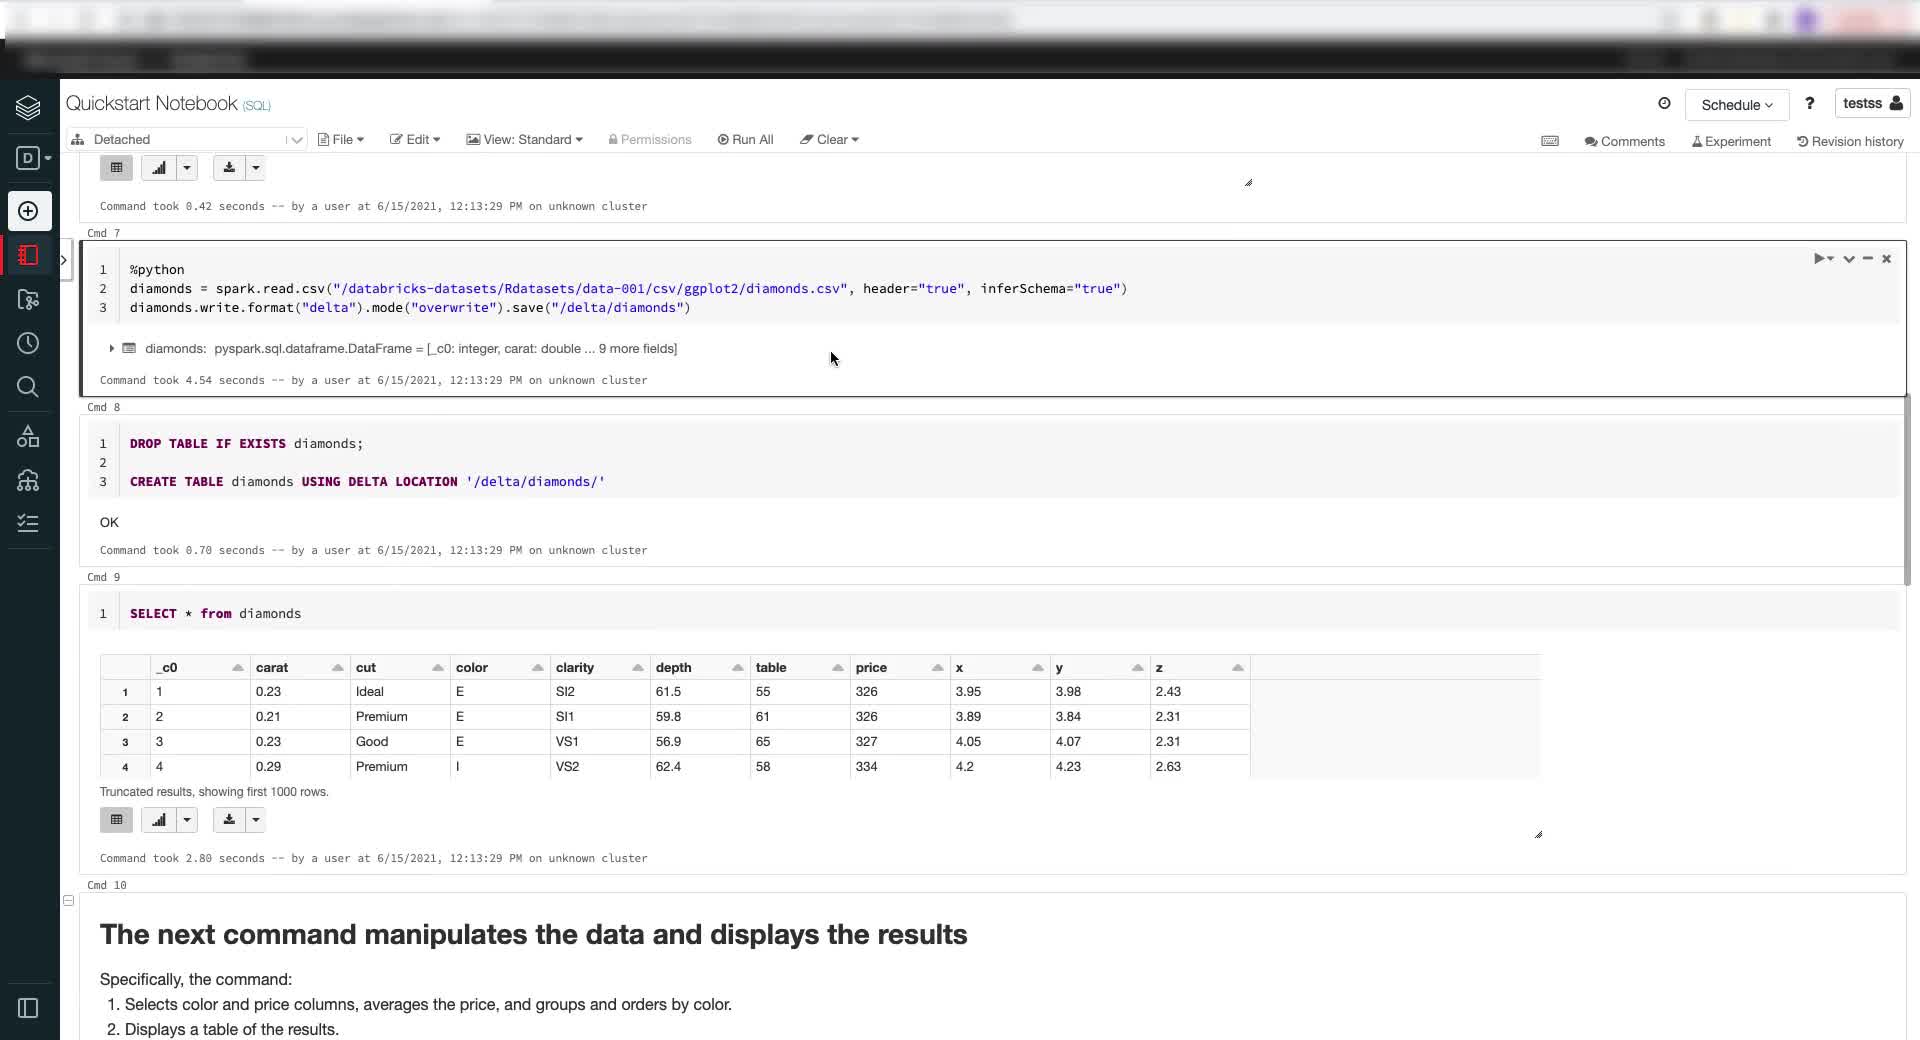 Quickstart Notebook (SQL)
Schedule
?
testss
D
Detached
File
Edit
View: Standard
Permissions
Run All
Clear
Comments
Experiment
Revision history
Command took 0.42 seconds -- by a user at 6/15/2021, 12:13:29 PM on unknown cluster
Cmd 7
1 %python
2 diamonds = spark.read.csv("/databricks-datasets/Rdatasets/data-001/csv/ggplot2/diamonds.csv", header="true", inferSchema="true")
3 diamonds.write.format("delta").mode("overwrite").save("/delta/diamonds")
diamonds: pyspark.sql.dataframe.DataFrame = [_c0: integer, carat: double ... 9 more fields]
Command took 4.54 seconds -- by a user at 6/15/2021, 12:13:29 PM on unknown cluster
Cmd 8
1 DROP TABLE IF EXISTS diamonds;
2
3 CREATE TABLE diamonds USING DELTA LOCATION '/delta/diamonds/'
OK
Command took 0.70 seconds -- by a user at 6/15/2021, 12:13:29 PM on unknown cluster
Cmd 9
1 SELECT * from diamonds
_c0 carat cut color clarity depth table price x y z
1 1 0.23 Ideal E SI2 61.5 55 326 3.95 3.98 2.43
2 2 0.21 Premium E SI1 59.8 61 326 3.89 3.84 2.31
3 3 0.23 Good E VS1 56.9 65 327 4.05 4.07 2.31
4 4 0.29 Premium I VS2 62.4 58 334 4.2 4.23 2.63
Truncated results, showing first 1000 rows.
Command took 2.80 seconds -- by a user at 6/15/2021, 12:13:29 PM on unknown cluster
Cmd 10
The next command manipulates the data and displays the results
Specifically, the command:
1. Selects color and price columns, averages the price, and groups and orders by color.
2. Displays a table of the results.